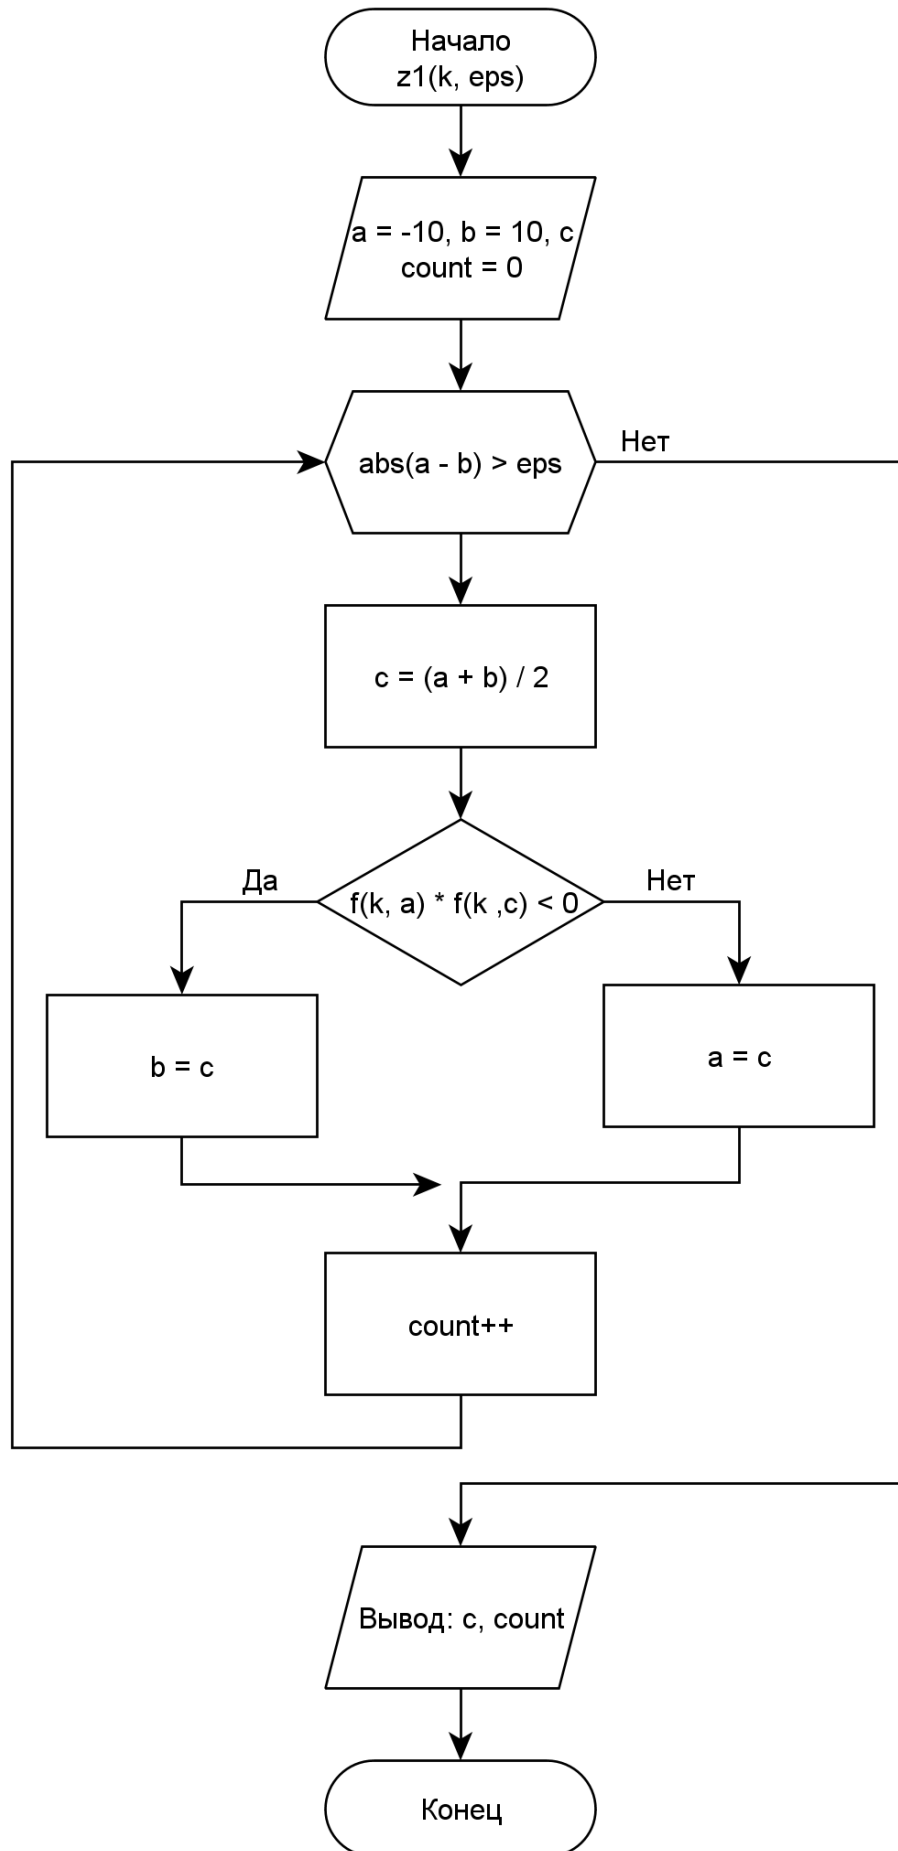 Начало
z1(k, eps)
a = -10, b = 10, c
count = 0
abs(a - b) > eps
Нет
c = (a + b) / 2
f(k, a) * f(k ,c) < 0
Да
Нет
b = c
a = c
count++
Вывод: c, count
Конец